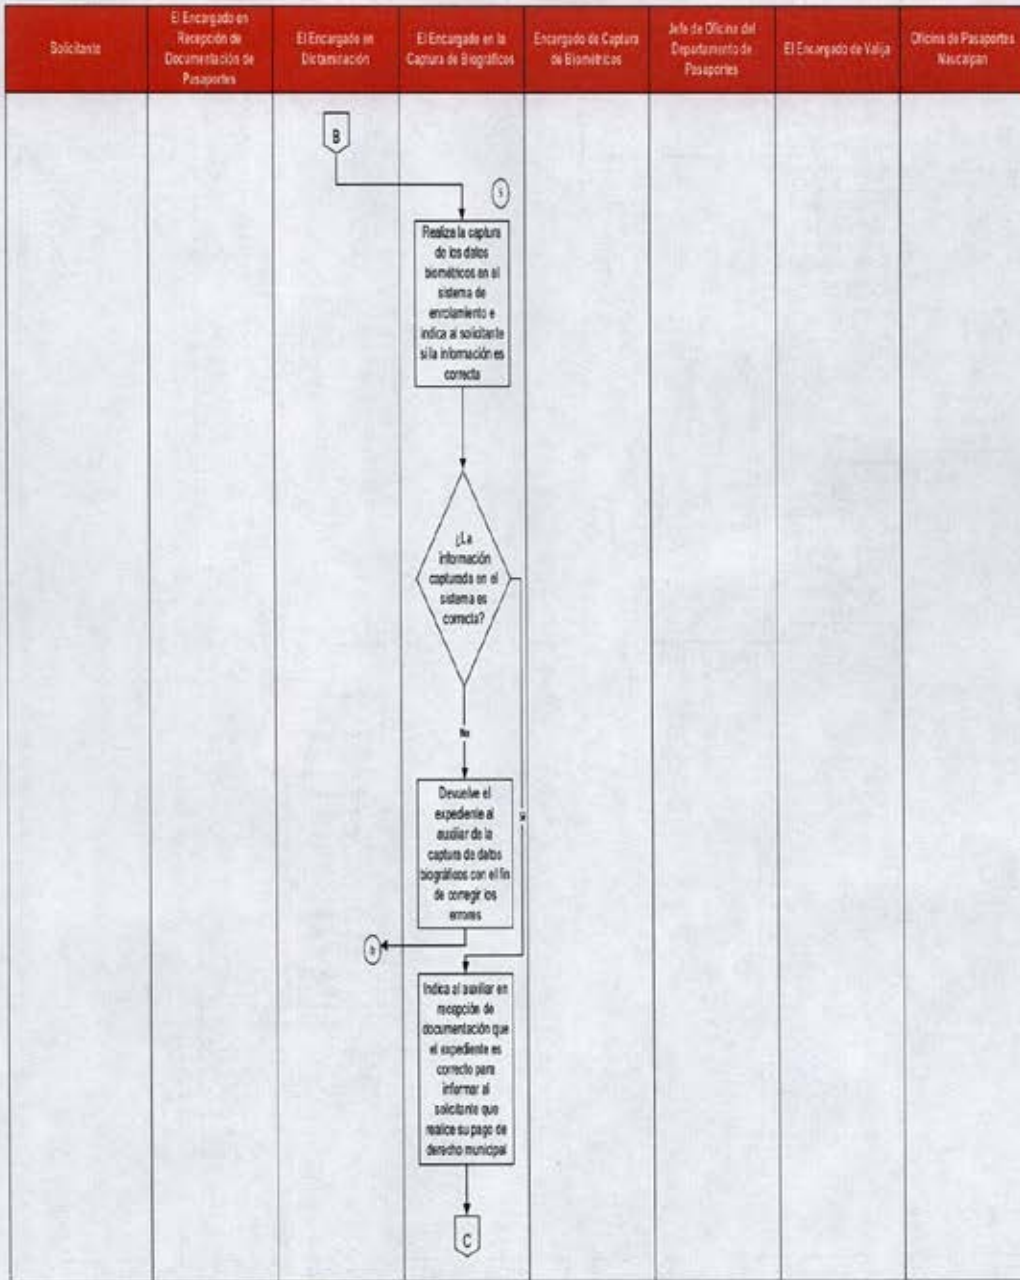 Solicitante
El Encargado en
Recepción de
Documentación de
Pasaportes
El Encargado en
Dictaminación
El Encargado en la
Captura de Biográficos
Encargado de Captura
de Biométricos
Jefe de Oficina del
Departamento de
Pasaportes
El Encargado de Valija
Oficina de Pasaportes
Naucalpan
B
Realiza la captura
de los datos
biométricos en el
sistema de
enrolamiento e
indica al solicitante
si la información es
correcta
¿La
información
capturada en el
sistema es
correcta?
No
Si
Devuelve el
expediente al
auxiliar de la
captura de datos
biográficos con el fin
de corregir los
errores
Indica al auxiliar en
recepción de
documentación que
el expediente es
correcto para
informar al
solicitante que
realice su pago de
derecho municipal
C